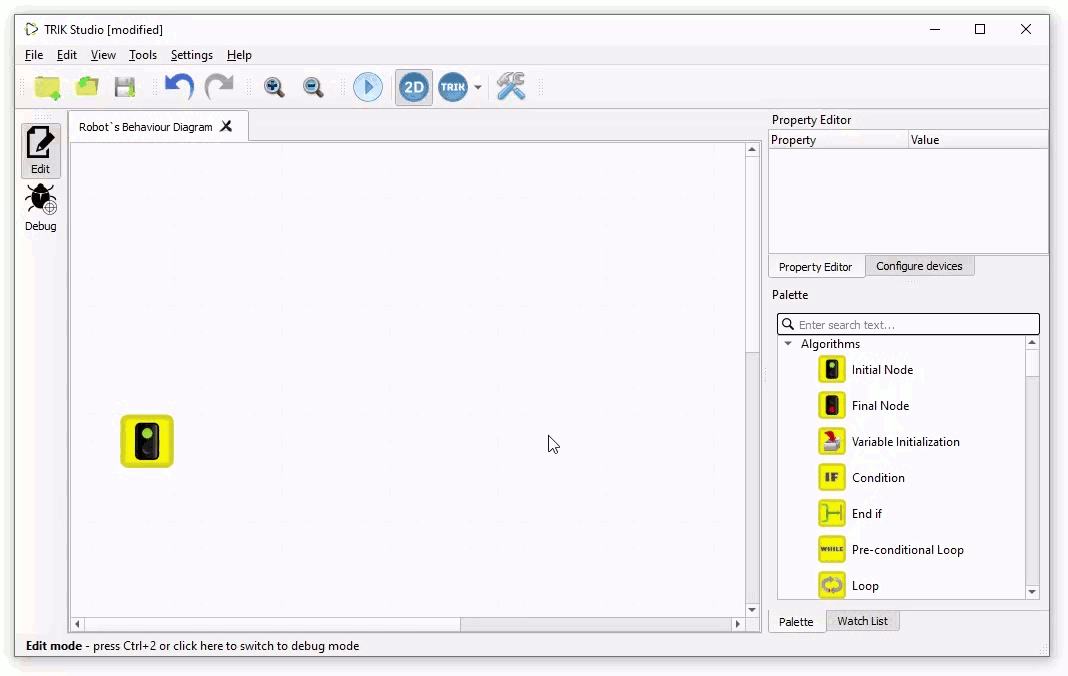 TRIK Studio [modified]
File Edit View Tools Settings Help
2D TRIK
Robot`s Behaviour Diagram
Edit
Debug
Property Editor
Property Value
Property Editor Configure devices
Palette
Enter search text...
Algorithms
Initial Node
Final Node
Variable Initialization
IF Condition
End if
WHILE Pre-conditional Loop
Loop
Palette Watch List
Edit mode - press Ctrl+2 or click here to switch to debug mode